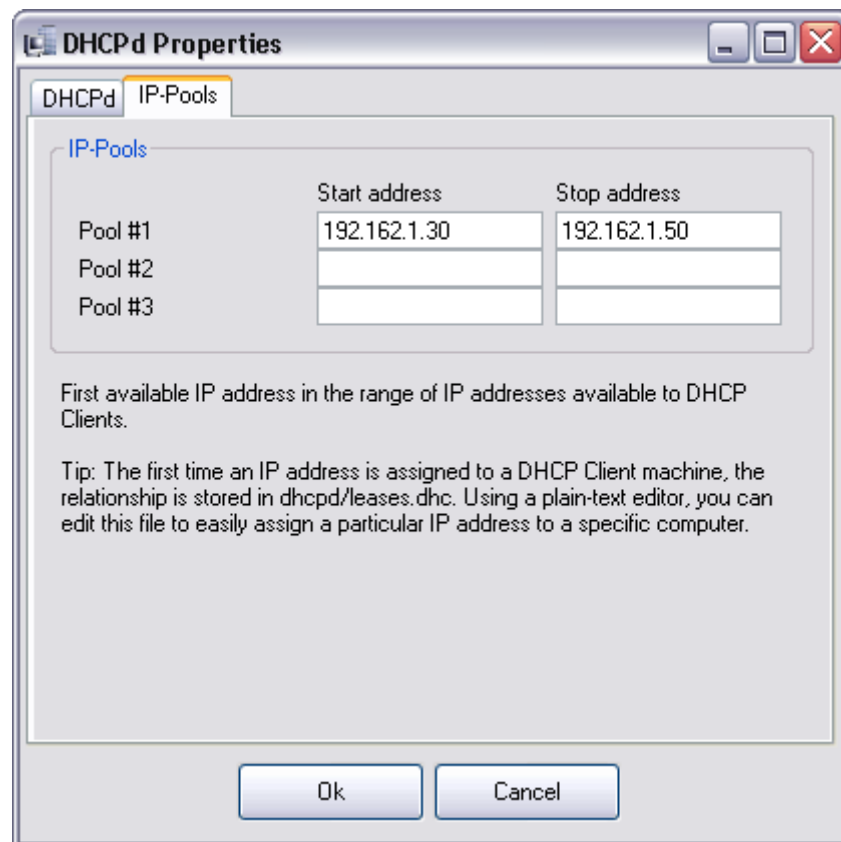 DHCPd Properties
DHCPd IP-Pools
IP-Pools
Start address Stop address
Pool #1 192.162.1.30 192.162.1.50
Pool #2
Pool #3
First available IP address in the range of IP addresses available to DHCP
Clients.
Tip: The first time an IP address is assigned to a DHCP Client machine, the
relationship is stored in dhcpd/leases.dhc. Using a plain-text editor, you can
edit this file to easily assign a particular IP address to a specific computer.
Ok Cancel